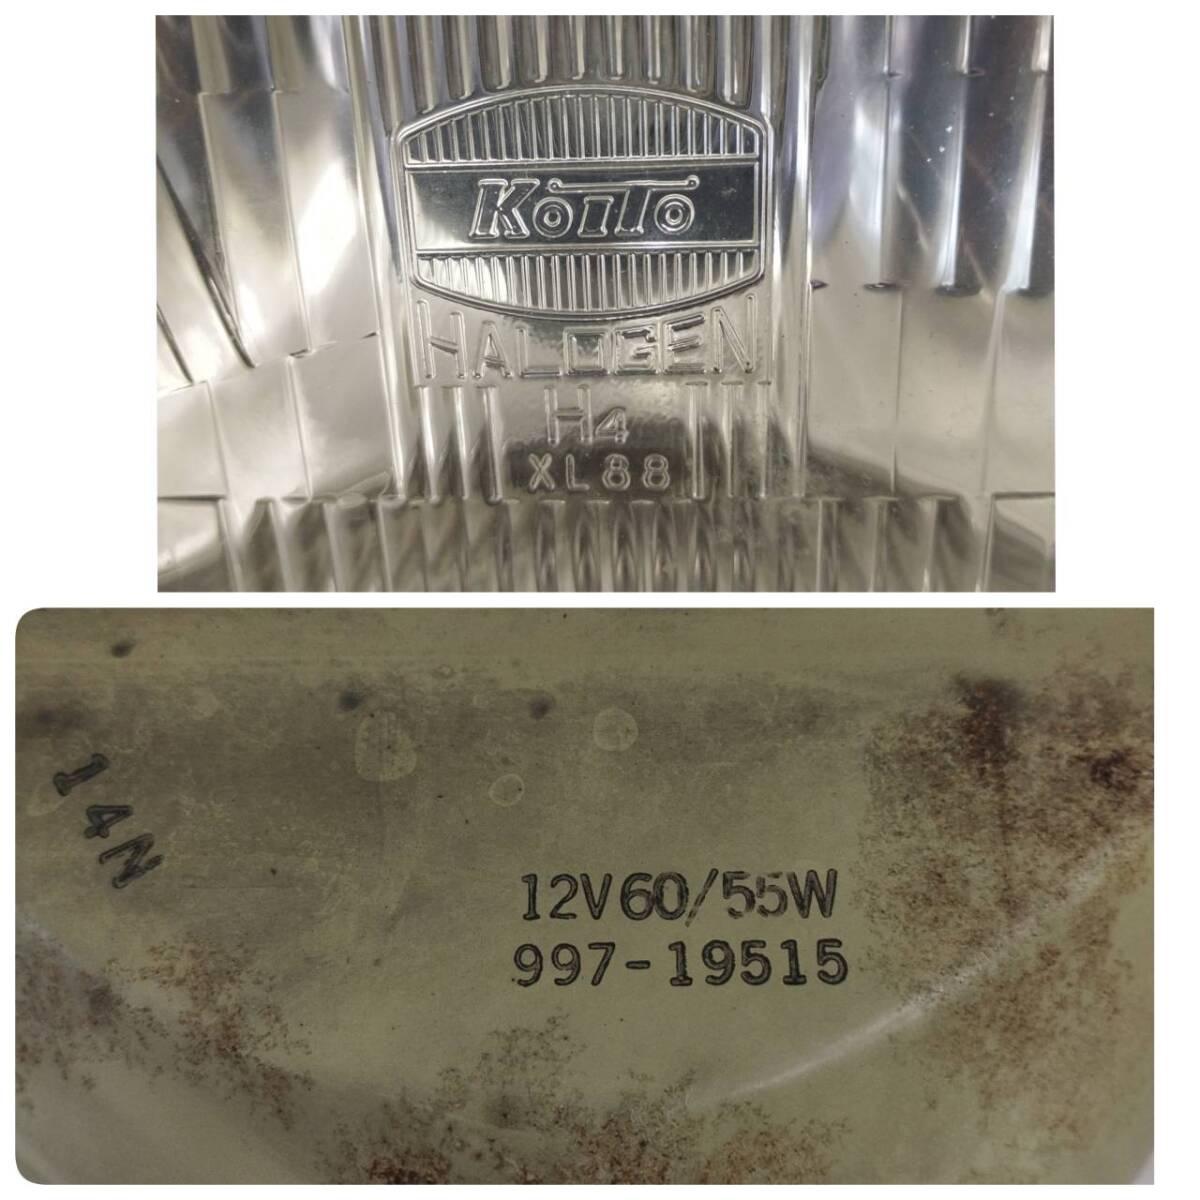 KoiTo
HALOGEN
H4
XL88
14N
12V60/55W
997-19515